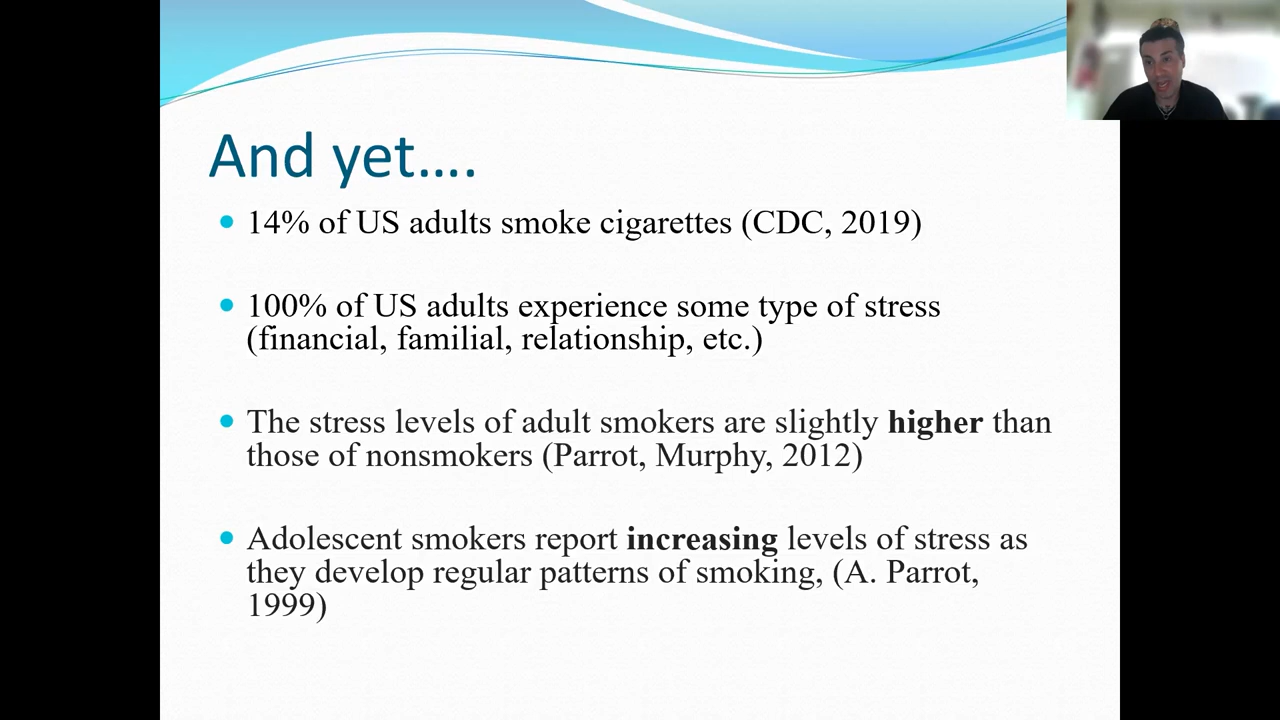 And yet….
14% of US adults smoke cigarettes (CDC, 2019)
100% of US adults experience some type of stress
(financial, familial, relationship, etc.)
The stress levels of adult smokers are slightly higher than
those of nonsmokers (Parrot, Murphy, 2012)
Adolescent smokers report increasing levels of stress as
they develop regular patterns of smoking, (A. Parrot,
1999)